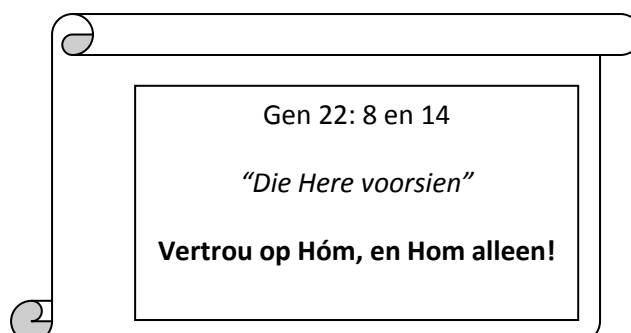 Gen 22: 8 en 14
“Die Here voorsien”
Vertrou op Hóm, en Hom alleen!